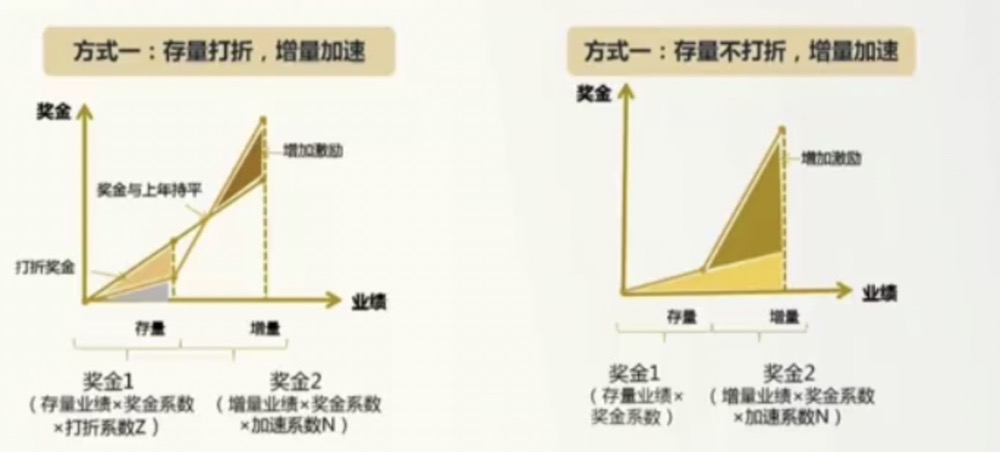 方式一：存量打折，增量加速
奖金
增加激励
奖金与上年持平
打折奖金
业绩
存量
增量
奖金1
（存量业绩×奖金系数
×打折系数Z）
奖金2
（增量业绩×奖金系数
×加速系数N）
方式一：存量不打折，增量加速
奖金
增加激励
业绩
存量
增量
奖金1
（存量业绩×
奖金系数）
奖金2
（增量业绩×奖金系数
×加速系数N）